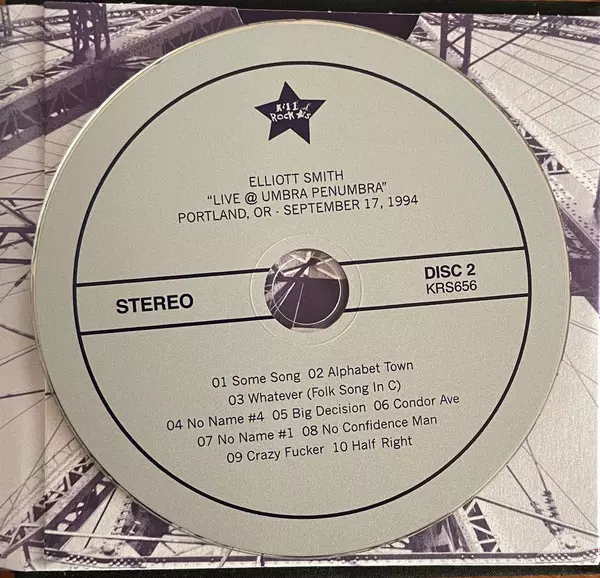 KiLL of
ROCK ★s
ELLIOTT SMITH
“LIVE @ UMBRA PENUMBRA”
PORTLAND, OR - SEPTEMBER 17, 1994
STEREO
DISC 2
KRS656
01 Some Song 02 Alphabet Town
03 Whatever (Folk Song In C)
04 No Name #4 05 Big Decision 06 Condor Ave
07 No Name #1 08 No Confidence Man
09 Crazy Fucker 10 Half Right